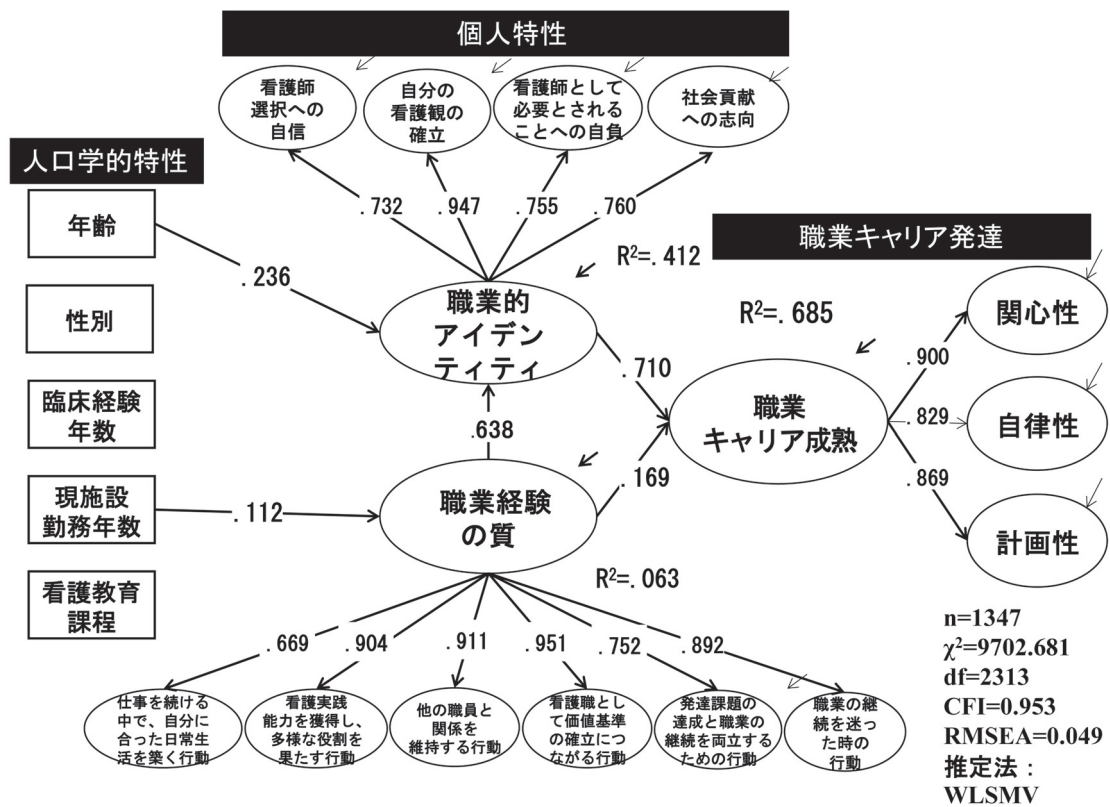 個人特性
看護師
選択への
自信
自分の
看護観の
確立
看護師として
必要とされる
ことへの自負
社会貢献
への志向
人口学的特性
年齢
性別
臨床経験
年数
現施設
勤務年数
看護教育
課程
.732
.947
.755
.760
.236
R²=.412
職業的
アイデン
ティティ
職業キャリア発達
R²=.685
.710
.638
.169
.112
職業
キャリア成熟
.900
.829
.869
関心性
自律性
計画性
職業経験
の質
R²=.063
.669
.904
.911
.951
.752
.892
仕事を続ける
中で、自分に
合った日常生
活を築く行動
看護実践
能力を獲得し、
多様な役割を
果たす行動
他の職員と
関係を
維持する行動
看護職とし
て価値基準
の確立につ
ながる行動
発達課題の
達成と職業の
継続を両立する
ための行動
職業の継
続を迷っ
た時の
行動
n=1347
χ²=9702.681
df=2313
CFI=0.953
RMSEA=0.049
推定法：
WLSMV